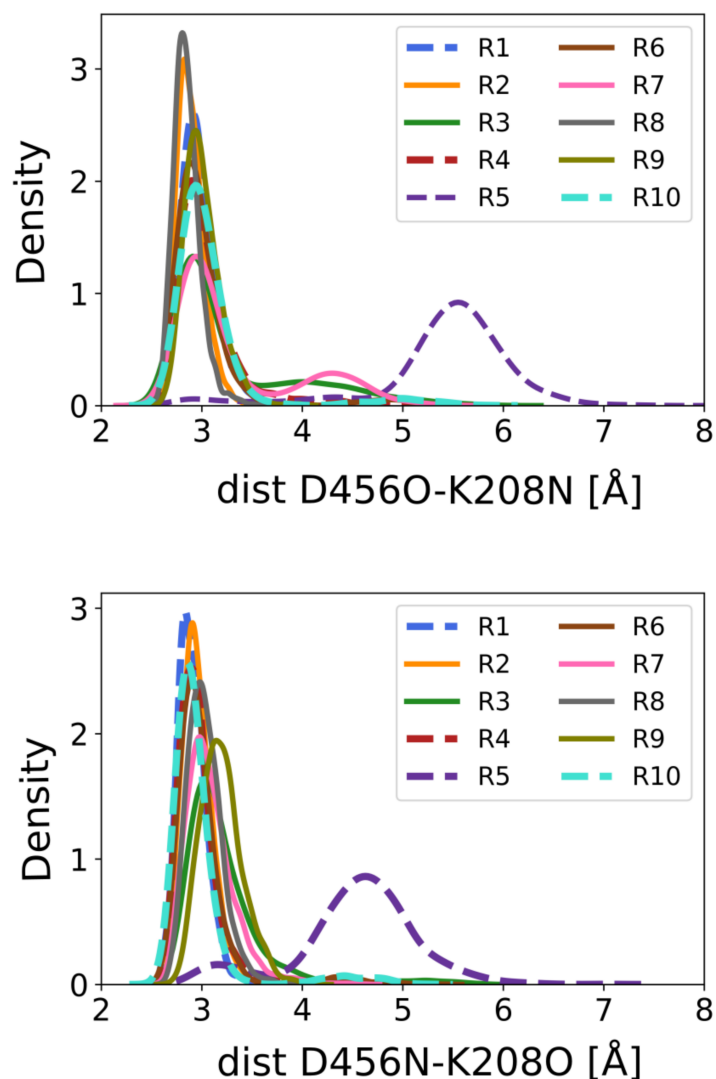 3
2
1
0
Density
R1 R6
R2 R7
R3 R8
R4 R9
R5 R10
2 3 4 5 6 7 8
dist D456O-K208N [Å]
3
2
1
0
Density
R1 R6
R2 R7
R3 R8
R4 R9
R5 R10
2 3 4 5 6 7 8
dist D456N-K208O [Å]